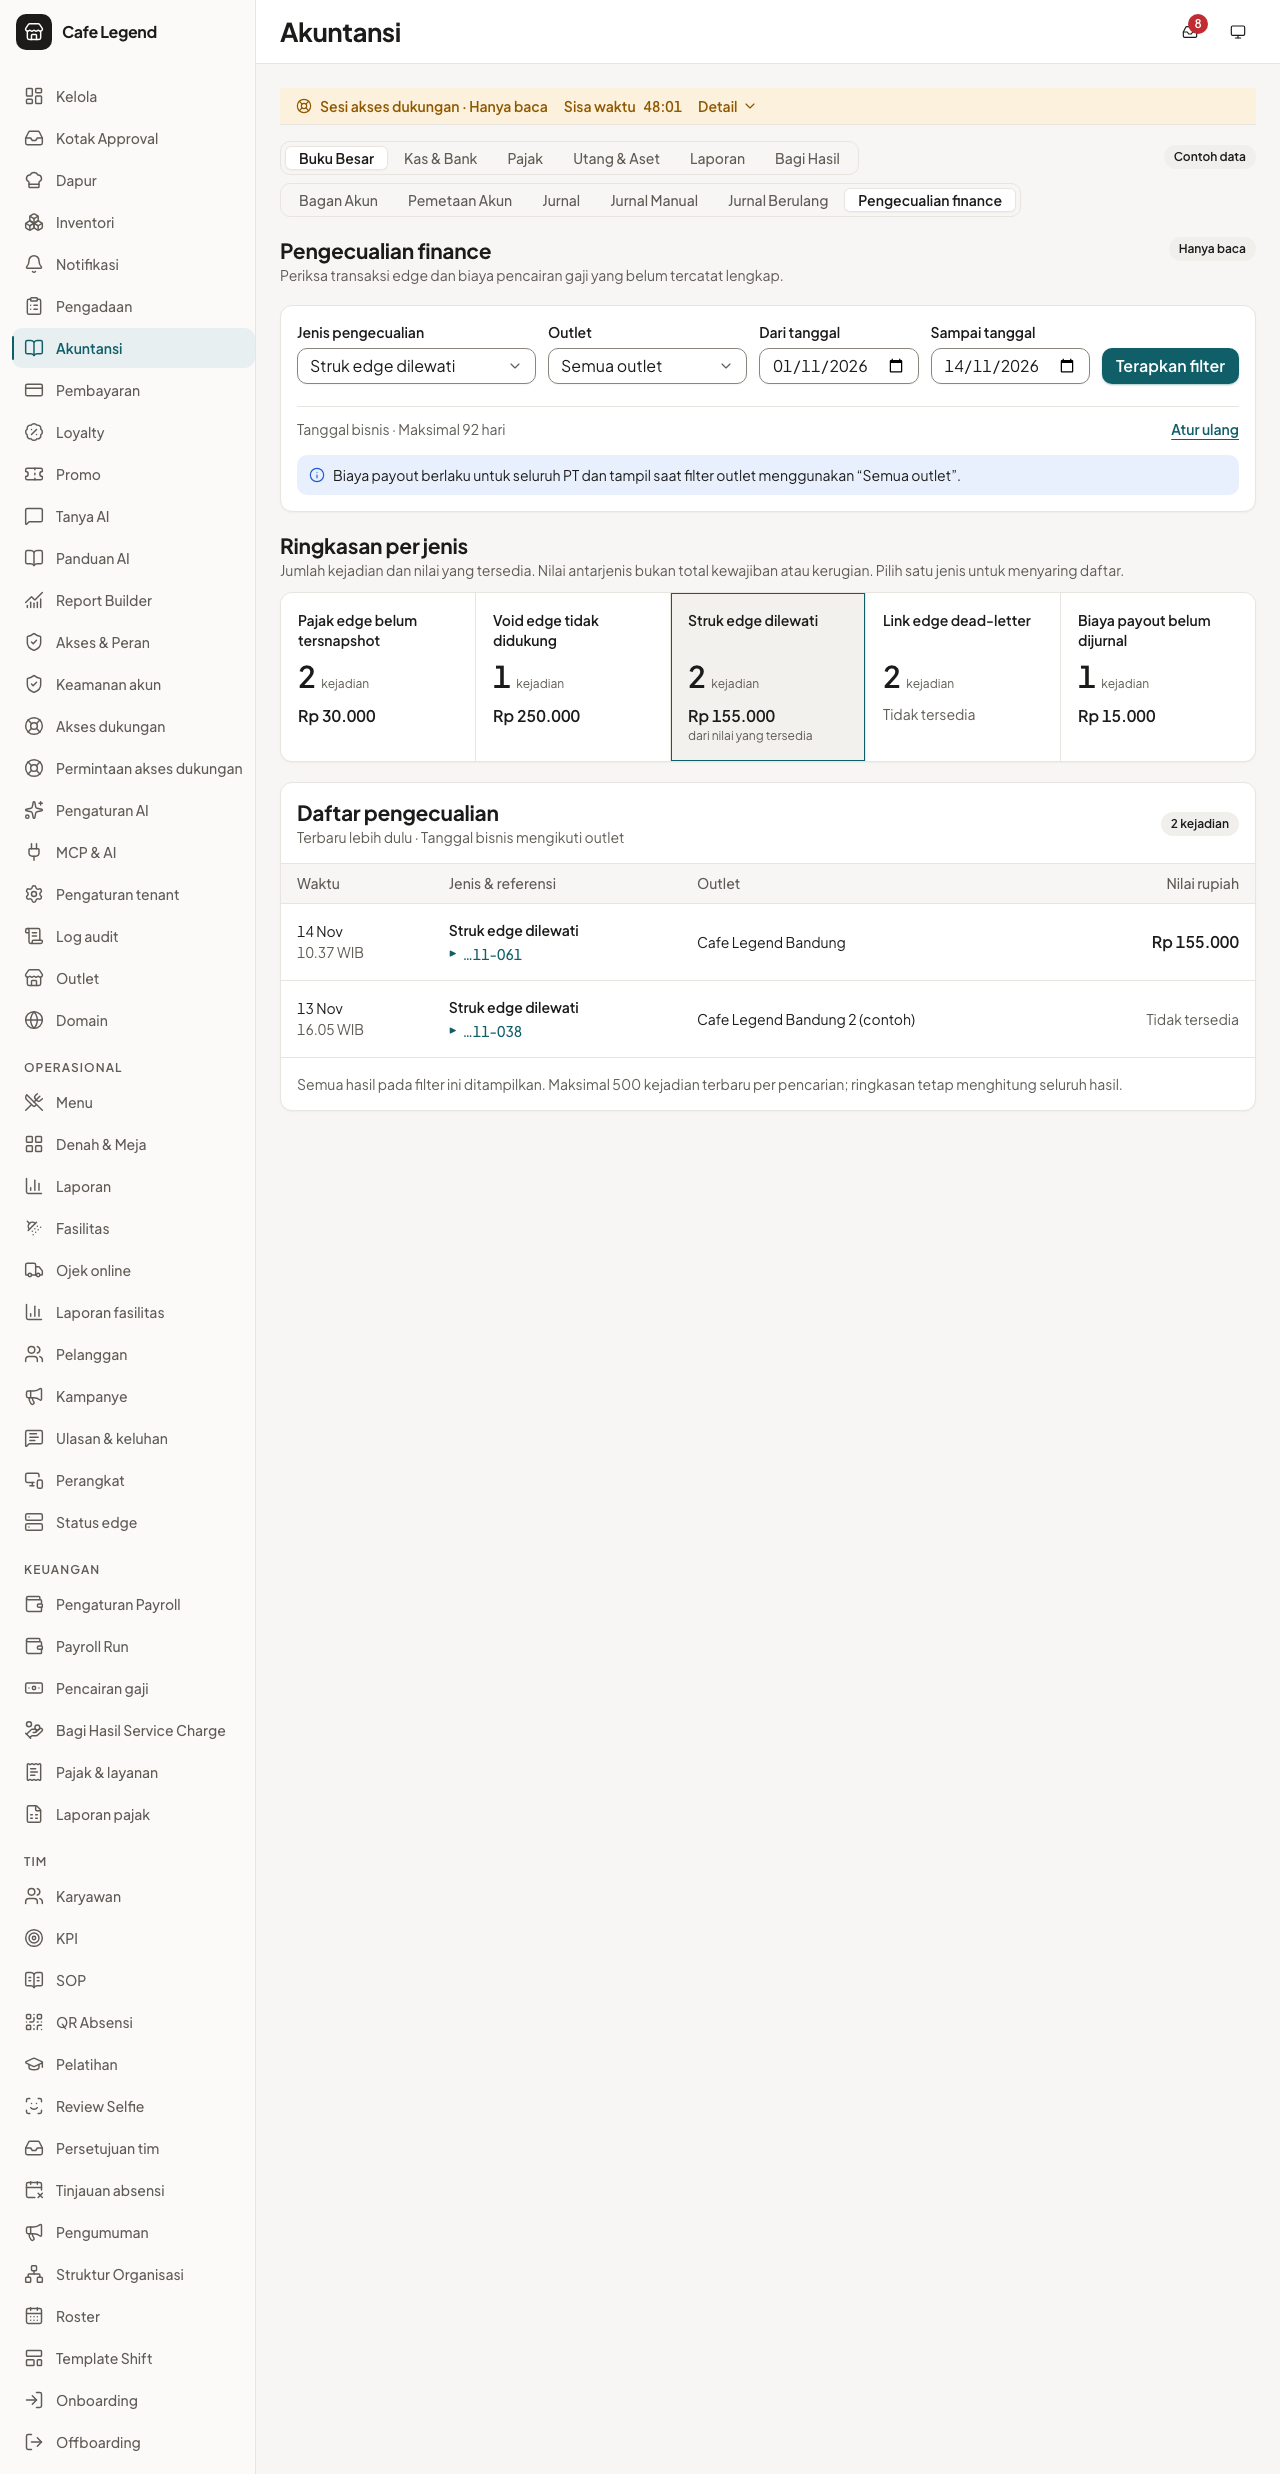 Cafe Legend
Kelola
Kotak Approval
Dapur
Inventori
Notifikasi
Pengadaan
Akuntansi
Pembayaran
Loyalty
Promo
Tanya AI
Panduan AI
Report Builder
Akses & Peran
Keamanan akun
Akses dukungan
Permintaan akses dukungan
Pengaturan AI
MCP & AI
Pengaturan tenant
Log audit
Outlet
Domain
OPERASIONAL
Menu
Denah & Meja
Laporan
Fasilitas
Ojek online
Laporan fasilitas
Pelanggan
Kampanye
Ulasan & keluhan
Perangkat
Status edge
KEUANGAN
Pengaturan Payroll
Payroll Run
Pencairan gaji
Bagi Hasil Service Charge
Pajak & layanan
Laporan pajak
TIM
Karyawan
KPI
SOP
QR Absensi
Pelatihan
Review Selfie
Persetujuan tim
Tinjauan absensi
Pengumuman
Struktur Organisasi
Roster
Template Shift
Onboarding
Offboarding
Akuntansi
8
Sesi akses dukungan · Hanya baca Sisa waktu 48:01 Detail
Buku Besar Kas & Bank Pajak Utang & Aset Laporan Bagi Hasil
Contoh data
Bagan Akun Pemetaan Akun Jurnal Jurnal Manual Jurnal Berulang Pengecualian finance
Pengecualian finance
Hanya baca
Periksa transaksi edge dan biaya pencairan gaji yang belum tercatat lengkap.
Jenis pengecualian Outlet Dari tanggal Sampai tanggal
Struk edge dilewati Semua outlet 01/11/2026 14/11/2026 Terapkan filter
Tanggal bisnis · Maksimal 92 hari Atur ulang
Biaya payout berlaku untuk seluruh PT dan tampil saat filter outlet menggunakan “Semua outlet”.
Ringkasan per jenis
Jumlah kejadian dan nilai yang tersedia. Nilai antarjenis bukan total kewajiban atau kerugian. Pilih satu jenis untuk menyaring daftar.
Pajak edge belum
tersnapshot
2 kejadian
Rp 30.000
Void edge tidak
didukung
1 kejadian
Rp 250.000
Struk edge dilewati
2 kejadian
Rp 155.000
dari nilai yang tersedia
Link edge dead-letter
2 kejadian
Tidak tersedia
Biaya payout belum
dijurnal
1 kejadian
Rp 15.000
Daftar pengecualian
Terbaru lebih dulu · Tanggal bisnis mengikuti outlet
2 kejadian
Waktu Jenis & referensi Outlet Nilai rupiah
14 Nov
10.37 WIB
Struk edge dilewati
▸ …11-061
Cafe Legend Bandung
Rp 155.000
13 Nov
16.05 WIB
Struk edge dilewati
▸ …11-038
Cafe Legend Bandung 2 (contoh)
Tidak tersedia
Semua hasil pada filter ini ditampilkan. Maksimal 500 kejadian terbaru per pencarian; ringkasan tetap menghitung seluruh hasil.